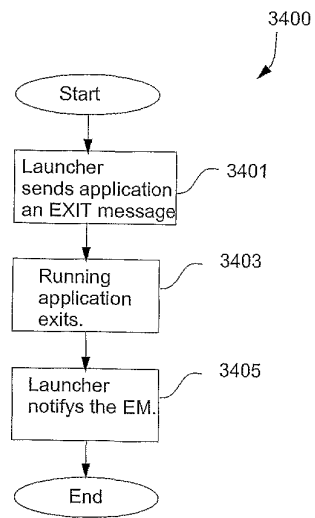 3400
Start
Launcher
sends application
an EXIT message
3401
Running
application
exits.
3403
Launcher
notifys the EM.
3405
End